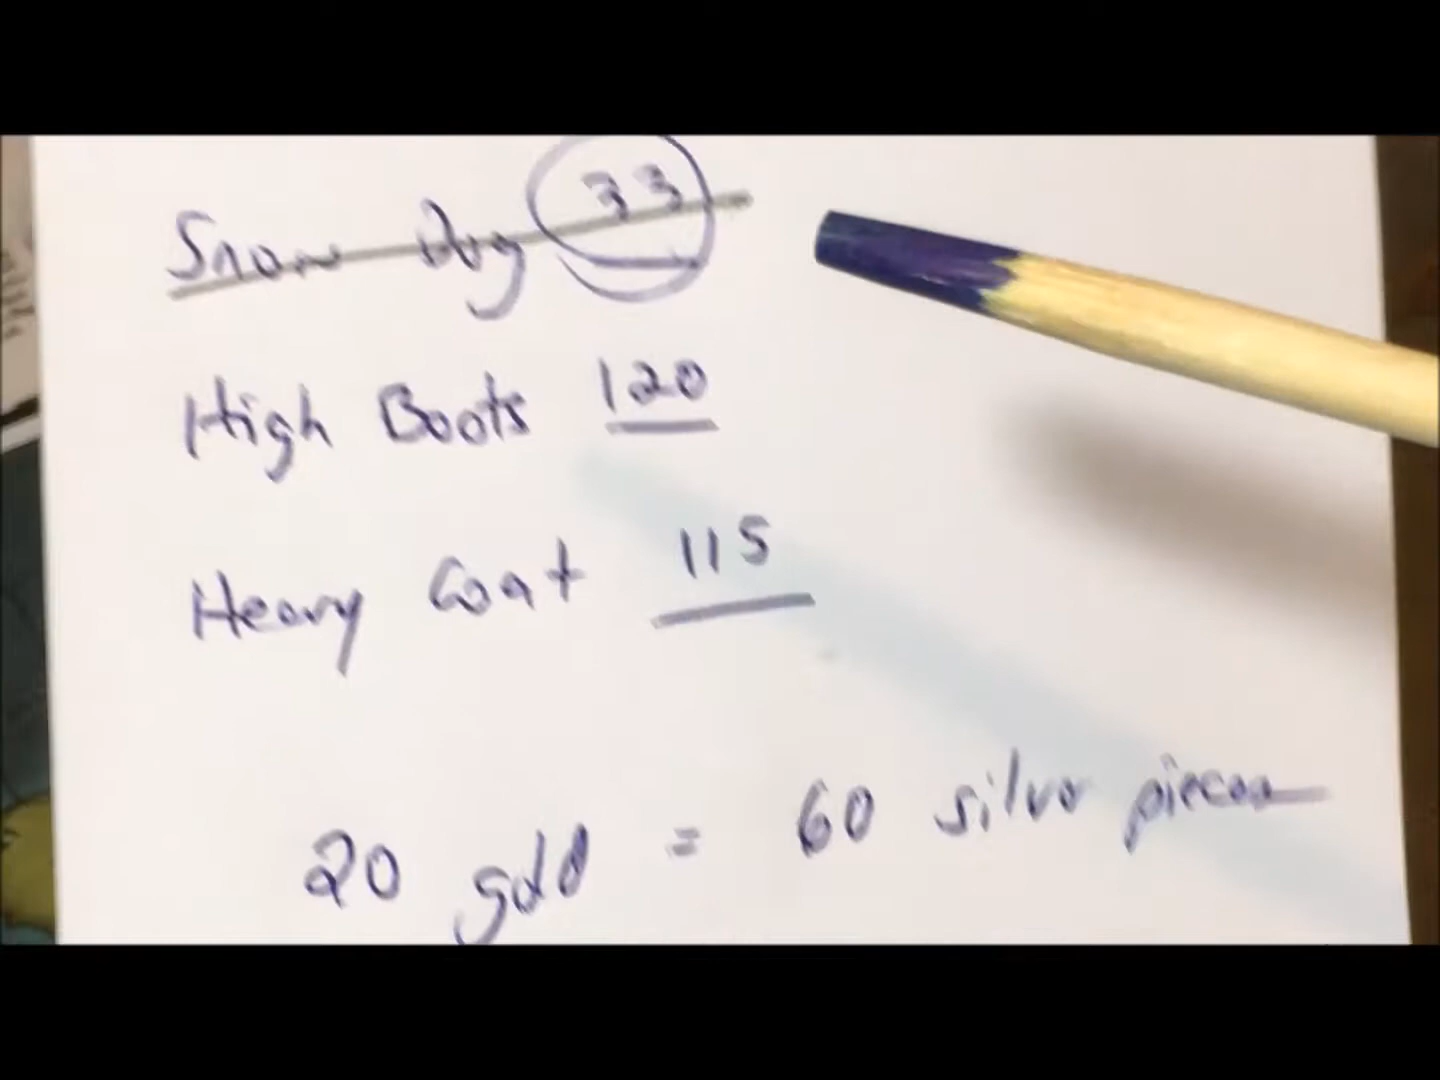 Snow Dog 33
High Boots 120
Heavy Coat 115
20 gold = 60 silver pieces